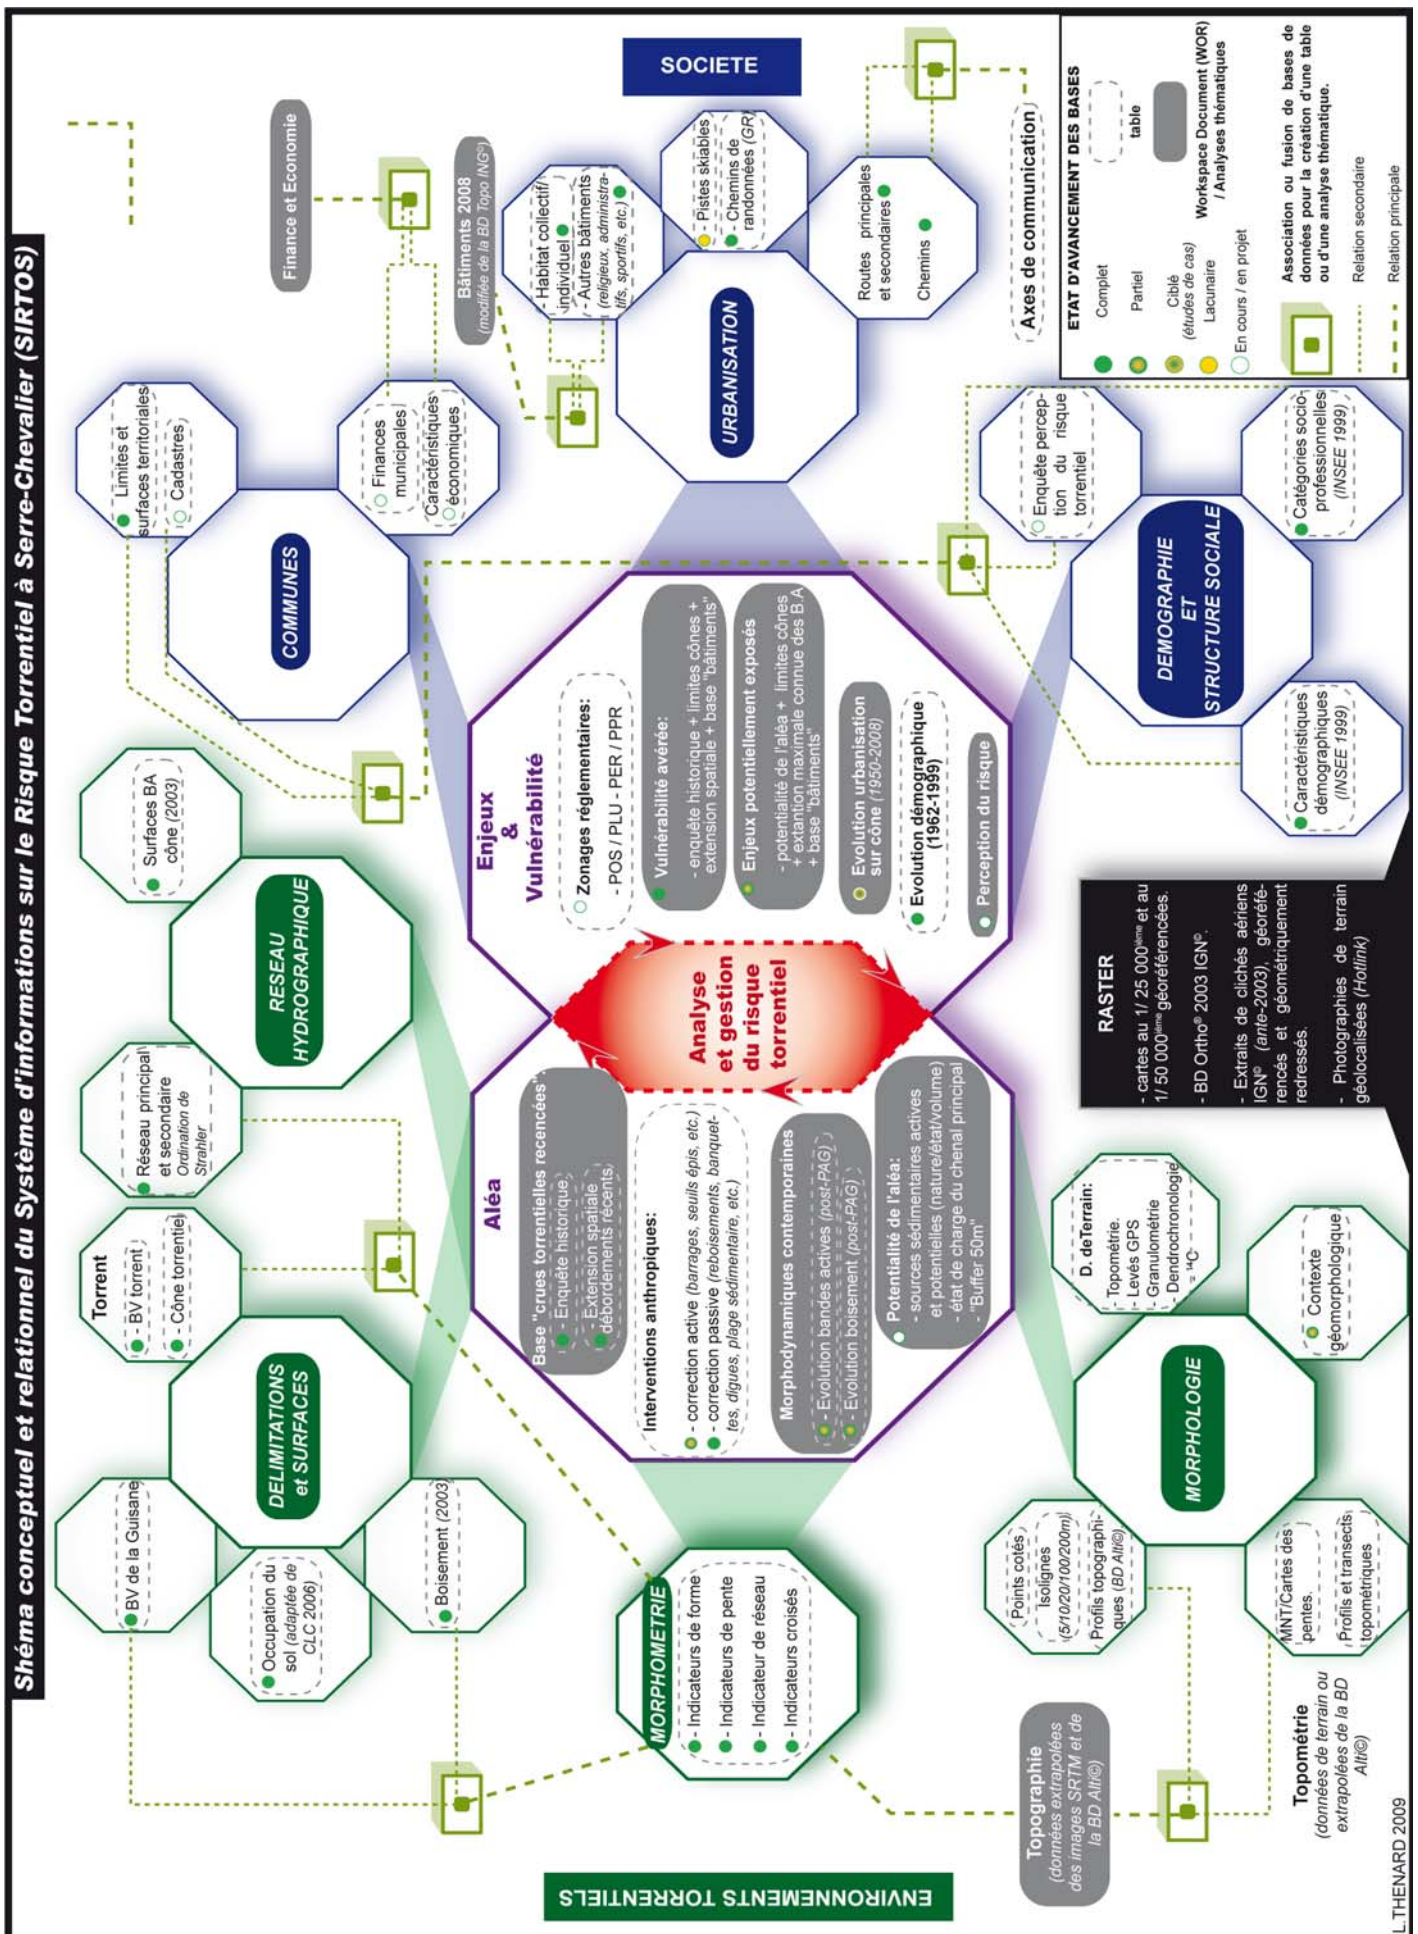 Shéma conceptuel et relationnel du Système d'informations sur le Risque Torrentiel à Serre-Chevalier (SIRTOS)
ENVIRONNEMENTS TORRENTIELS
BV de la Guisane
Occupation du
sol (adaptée de
CLC 2006)
Boisement (2003)
DELIMITATIONS
et SURFACES
Torrent
- BV torrent
- Cône torrentiel
Réseau principal
et secondaire
Ordination de
Strahler
RESEAU
HYDROGRAPHIQUE
Surfaces BA
cône (2003)
COMMUNES
Limites et
surfaces territoriales
Cadastres
Finances
municipales
Caractéristiques
économiques
Finance et Economie
Bâtiments 2008
(modifiée de la BD Topo ING©)
SOCIETE
- Habitat collectif/
individuel
- Autres bâtiments
(religieux, administra-
tifs, sportifs, etc.)
- Pistes skiables
- Chemins de
randonnées (GR)
URBANISATION
Routes principales
et secondaires
Chemins
Axes de communication
MORPHOMETRIE
- Indicateurs de forme
- Indicateurs de pente
- Indicateur de réseau
- Indicateurs croisés
Aléa
Base "crues torrentielles recencées":
- Enquête historique
- Extension spatiale
débordements récents
Interventions anthropiques:
- correction active (barrages, seuils épis, etc.)
- correction passive (reboisements, banquet-
tes, digues, plage sédimentaire, etc.)
Morphodynamiques contemporaines
- Evolution bandes actives (post-PAG)
- Evolution boisement (post-PAG)
Potentialité de l'aléa:
- sources sédimentaires actives
et potentielles (nature/état/volume)
- état de charge du chenal principal
- "Buffer 50m"
Analyse
et gestion
du risque
torrentiel
Enjeux
&
Vulnérabilité
Zonages réglementaires:
- POS / PLU - PER / PPR
Vulnérabilité avérée:
- enquête historique + limites cônes +
extension spatiale + base "bâtiments"
Enjeux potentiellement exposés
- potentialité de l'aléa + limites cônes
+ extantion maximale connue des B.A
+ base "bâtiments"
Evolution urbanisation
sur cône (1950-2008)
Evolution démographique
(1962-1999)
Perception du risque
Topographie
(données extrapolées
des images SRTM et de
la BD Alti©)
Topométrie
(données de terrain ou
extrapolées de la BD
Alti©)
Points cotés
Isolignes
(5/10/20/100/200m)
Profils topographi-
ques (BD Alti©)
MNT/Cartes des
pentes.
Profils et transects
topométriques
MORPHOLOGIE
D. deTerrain:
- Topométrie.
- Levés GPS
- Granulométrie
- Dendrochronologie
- ¹⁴C
- Contexte
géomorphologique
RASTER
- cartes au 1/ 25 000ième et au
1/ 50 000ième géoréférencées.
- BD Ortho® 2003 IGN©.
- Extraits de clichés aériens
IGN© (ante-2003), géoréfé-
rencés et géométriquement
redressés.
- Photographies de terrain
géolocalisées (Hotlink)
DEMOGRAPHIE
ET
STRUCTURE SOCIALE
Caractéristiques
démographiques
(INSEE 1999)
Enquête percep-
tion du risque
torrentiel
Catégories socio-
professionnelles
(INSEE 1999)
ETAT D'AVANCEMENT DES BASES
Complet
Partiel
Ciblé
(études de cas)
Lacunaire
En cours / en projet
table
Workspace Document (WOR)
/ Analyses thématiques
Association ou fusion de bases de
données pour la création d'une table
ou d'une analyse thématique.
Relation secondaire
Relation principale
L.THENARD 2009